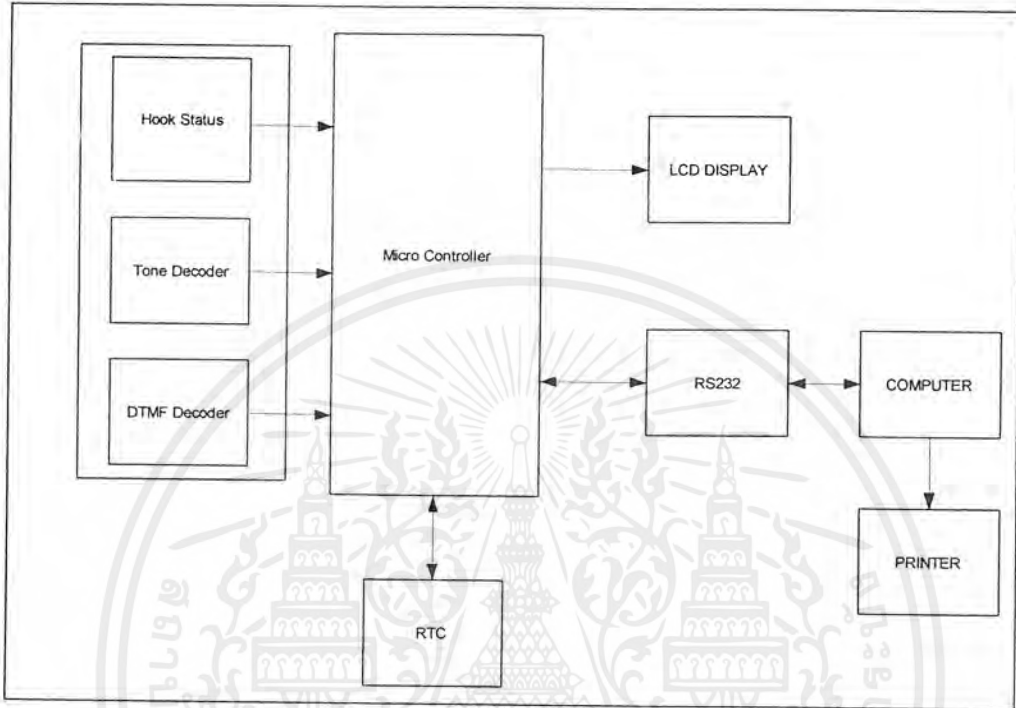 Hook Status
Tone Decoder
DTMF Decoder
Micro Controller
LCD DISPLAY
RS232
COMPUTER
PRINTER
RTC